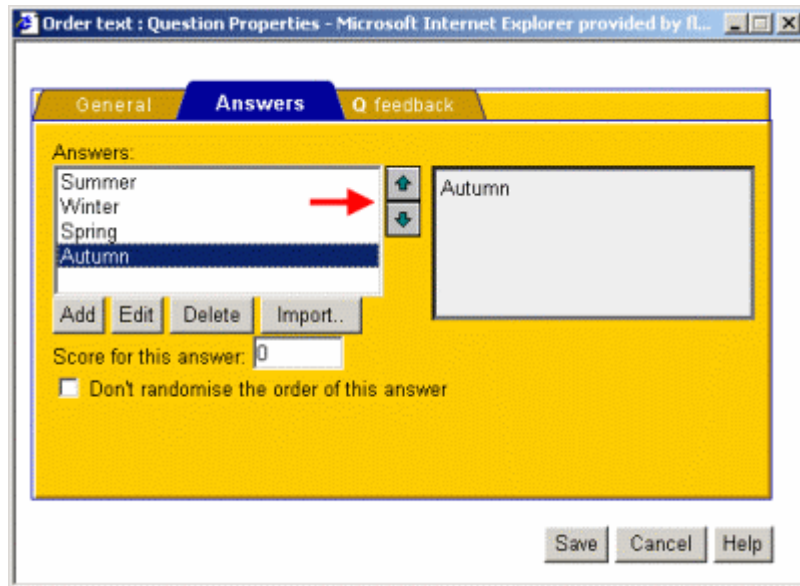 Order text : Question Properties - Microsoft Internet Explorer provided by fl...
General Answers Q feedback
Answers:
Summer
Winter
Spring
Autumn
Autumn
Add Edit Delete Import..
Score for this answer: 0
Don't randomise the order of this answer
Save Cancel Help